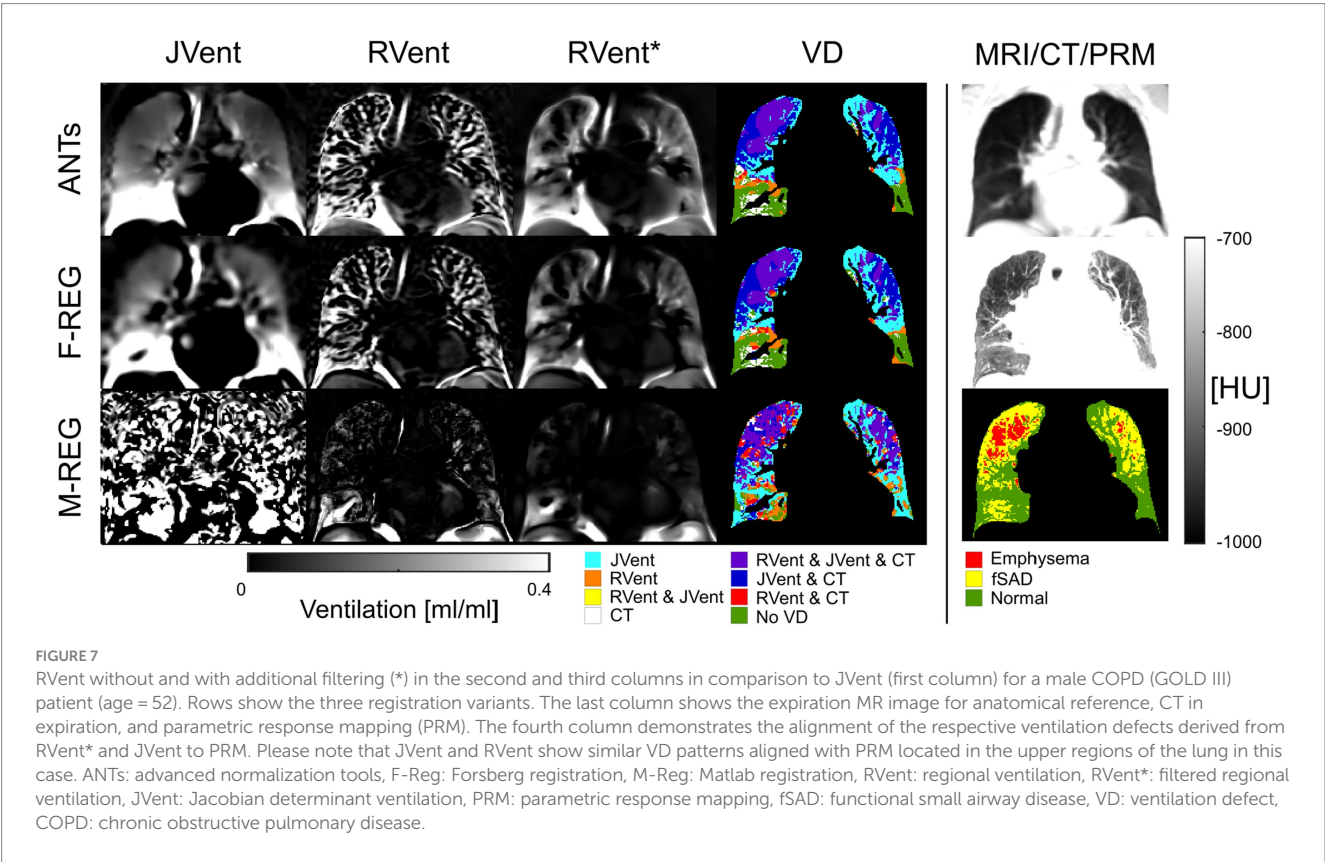 JVent RVent RVent* VD MRI/CT/PRM
ANTs
F-REG
M-REG
-700
-800
[HU]
-900
-1000
0 0.4
Ventilation [ml/ml]
JVent
RVent
RVent & JVent
CT
RVent & JVent & CT
JVent & CT
RVent & CT
No VD
Emphysema
fSAD
Normal
FIGURE 7
RVent without and with additional filtering (*) in the second and third columns in comparison to JVent (first column) for a male COPD (GOLD III)
patient (age = 52). Rows show the three registration variants. The last column shows the expiration MR image for anatomical reference, CT in
expiration, and parametric response mapping (PRM). The fourth column demonstrates the alignment of the respective ventilation defects derived from
RVent* and JVent to PRM. Please note that JVent and RVent show similar VD patterns aligned with PRM located in the upper regions of the lung in this
case. ANTs: advanced normalization tools, F-Reg: Forsberg registration, M-Reg: Matlab registration, RVent: regional ventilation, RVent*: filtered regional
ventilation, JVent: Jacobian determinant ventilation, PRM: parametric response mapping, fSAD: functional small airway disease, VD: ventilation defect,
COPD: chronic obstructive pulmonary disease.